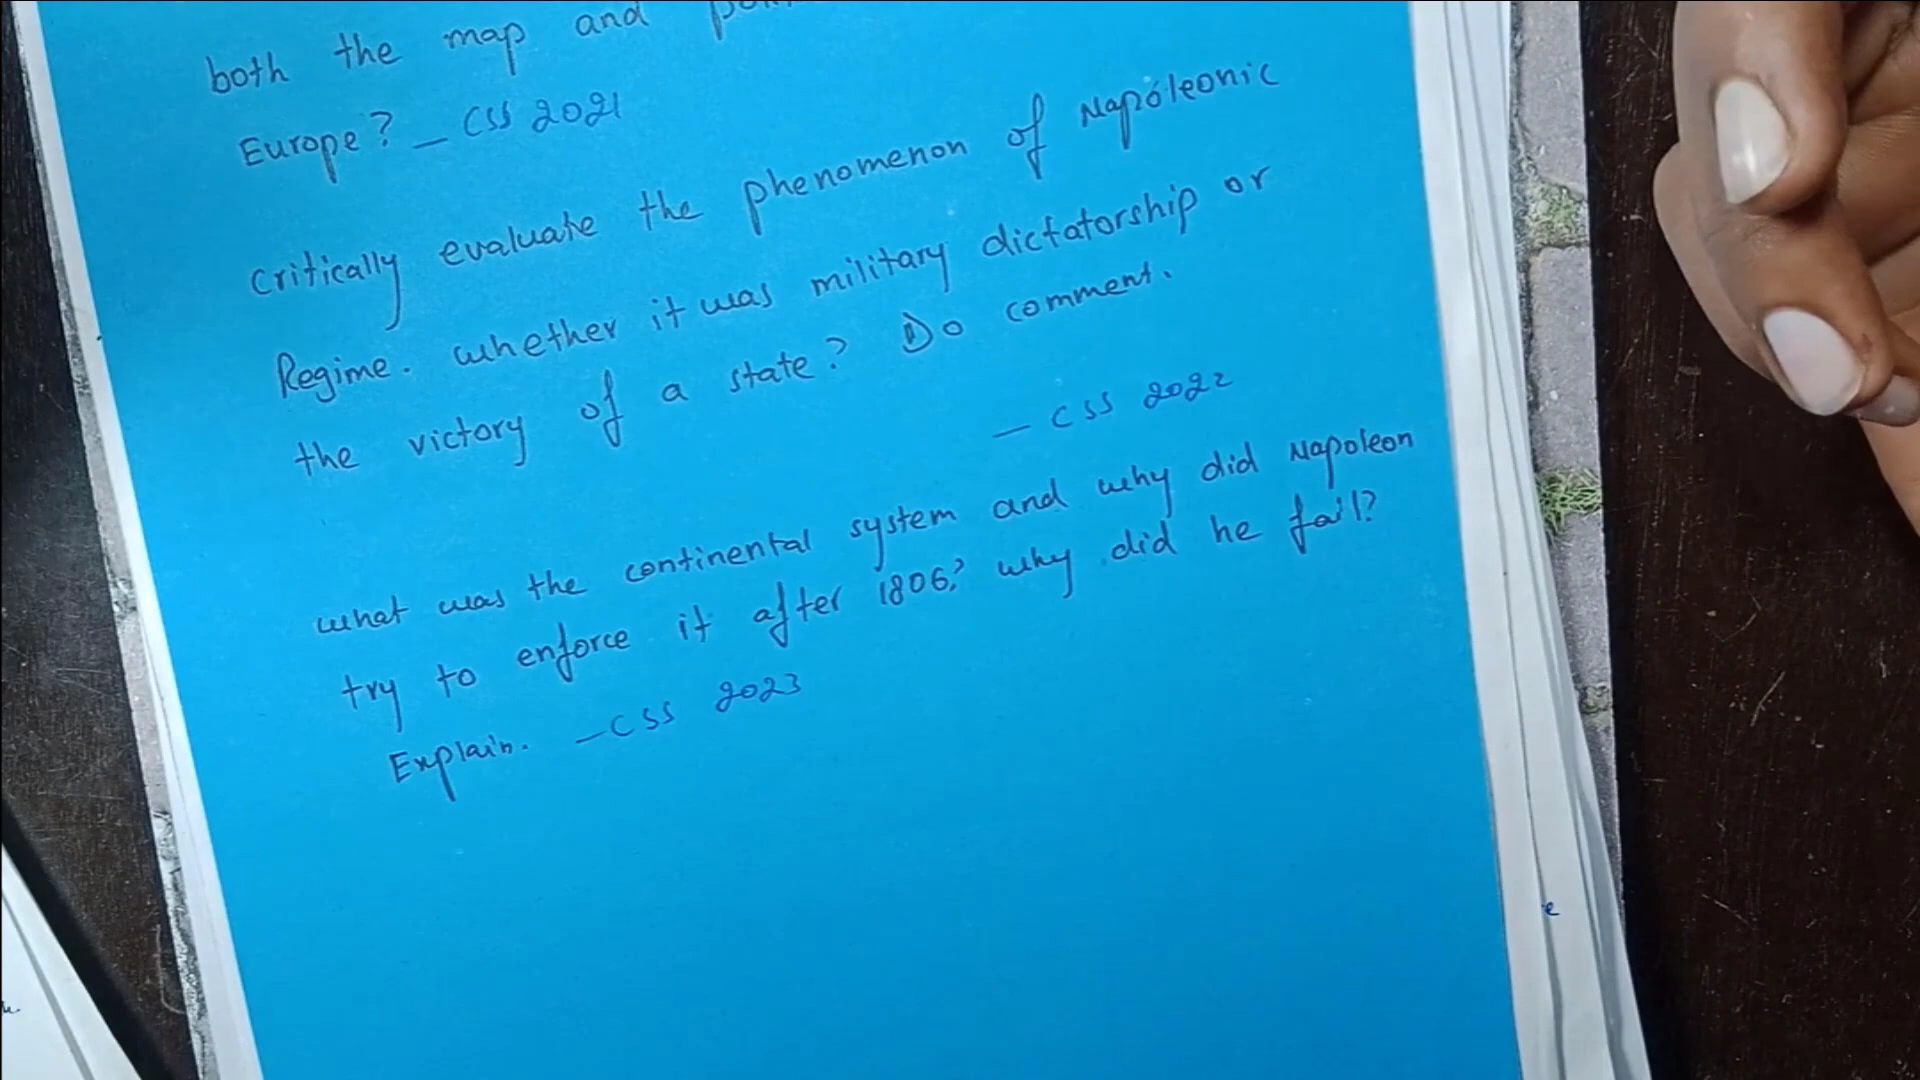 both the map and
Europe? _ CSS 2021
Critically evaluate the phenomenon of Napoleonic
Regime. whether it was military dictatorship or
the victory of a state? Do comment.
_ CSS 2022
what was the continental system and why did Napoleon
try to enforce it after 1806? why did he fail?
Explain. _CSS 2023